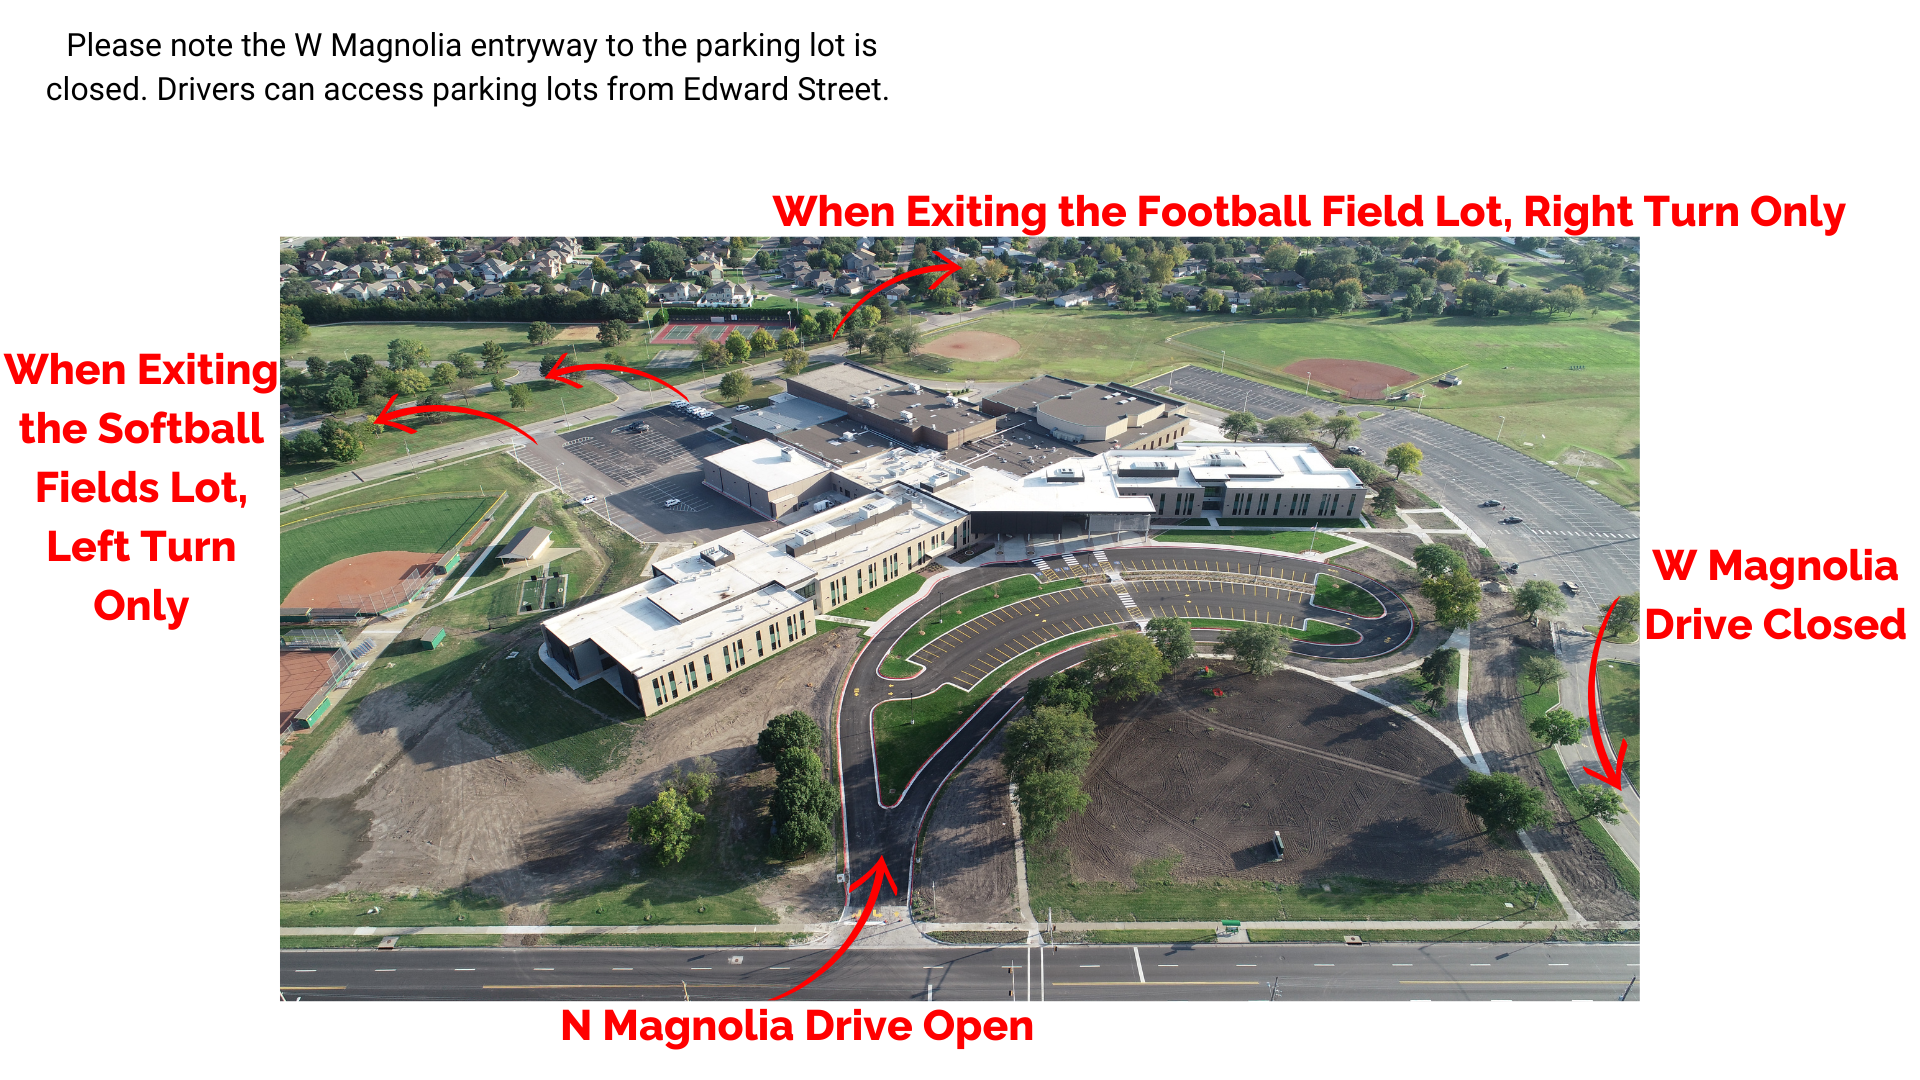 Please note the W Magnolia entryway to the parking lot is
closed. Drivers can access parking lots from Edward Street.
When Exiting the Football Field Lot, Right Turn Only
When Exiting
the Softball
Fields Lot,
Left Turn
Only
W Magnolia
Drive Closed
N Magnolia Drive Open